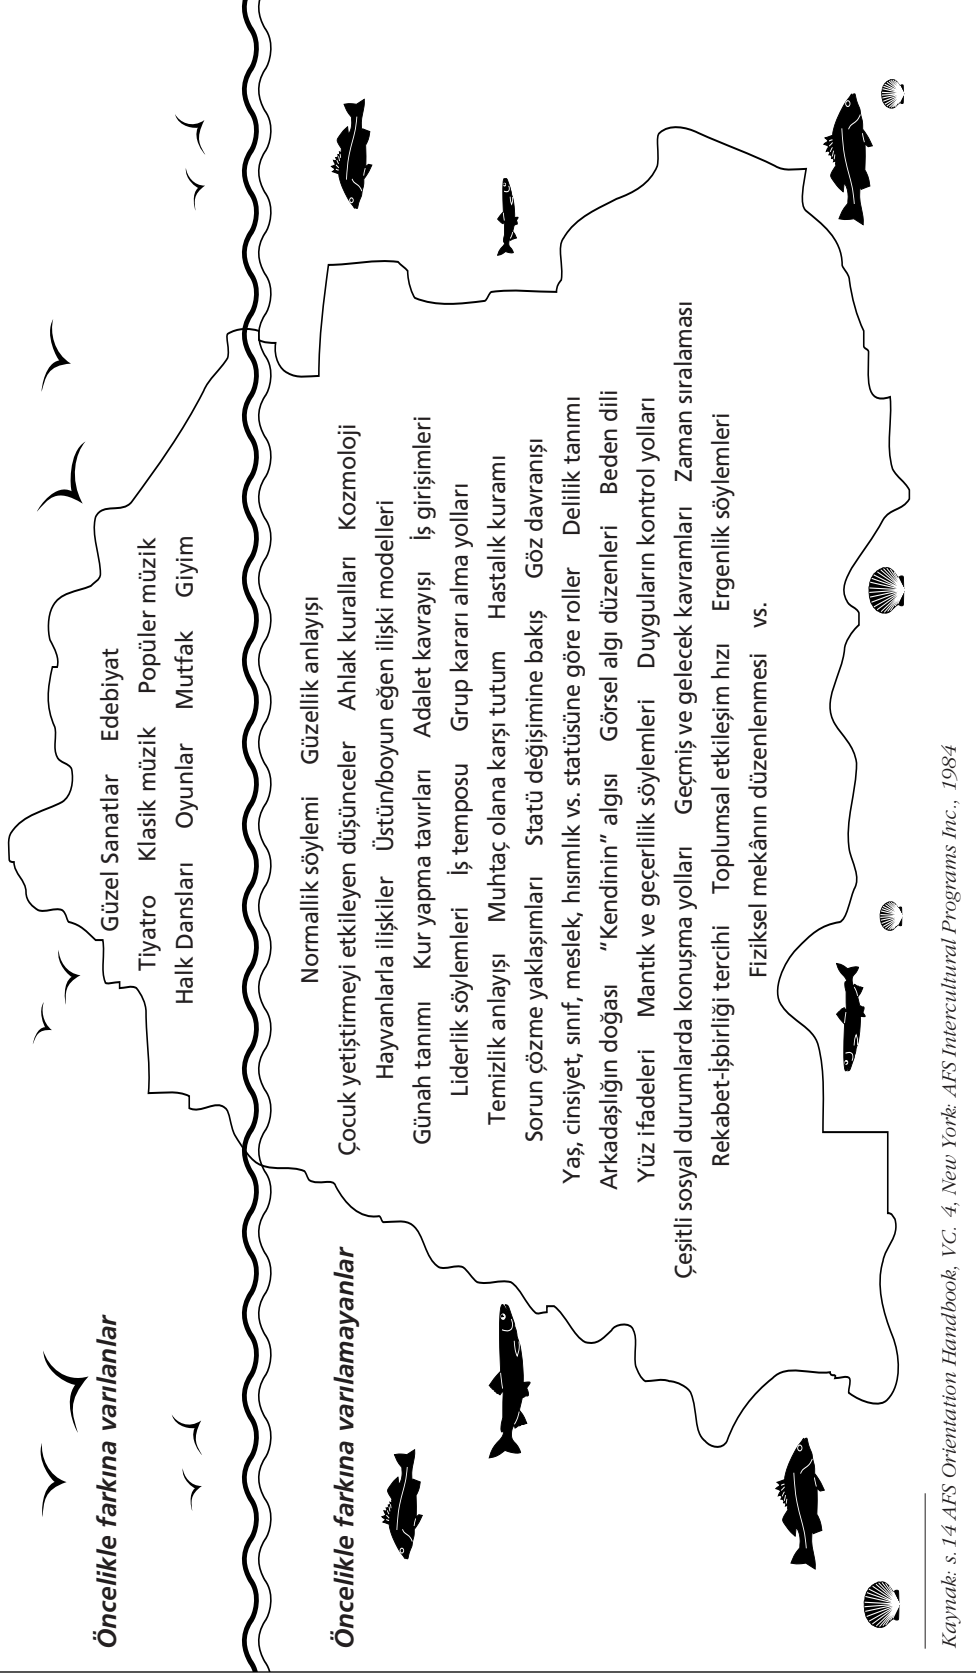 Öncelikle farkına varılanlar
Güzel Sanatlar Edebiyat
Tiyatro Klasik müzik Popüler müzik
Halk Dansları Oyunlar Mutfak Giyim
Öncelikle farkına varılamayanlar
Normallik söylemi Güzellik anlayışı
Çocuk yetiştirmeyi etkileyen düşünceler Ahlak kuralları Kozmoloji
Hayvanlarla ilişkiler Üstün/boyun eğen ilişki modelleri
Günah tanımı Kur yapma tavırları Adalet kavrayışı İş girişimleri
Liderlik söylemleri İş temposu Grup kararı alma yolları
Temizlik anlayışı Muhtaç olana karşı tutum Hastalık kuramı
Sorun çözme yaklaşımları Statü değişimine bakış Göz davranışı
Yaş, cinsiyet, sınıf, meslek, hısımlık vs. statüsüne göre roller Delilik tanımı
Arkadaşlığın doğası "Kendinin" algısı Görsel algı düzenleri Beden dili
Yüz ifadeleri Mantık ve geçerlilik söylemleri Duyguların kontrol yolları
Çeşitli sosyal durumlarda konuşma yolları Geçmiş ve gelecek kavramları Zaman sıralaması
Rekabet-İşbirliği tercihi Toplumsal etkileşim hızı Ergenlik söylemleri
Fiziksel mekânın düzenlenmesi vs.
Kaynak: s.14 AFS Orientation Handbook, VC. 4, New York: AFS Intercultural Programs Inc., 1984